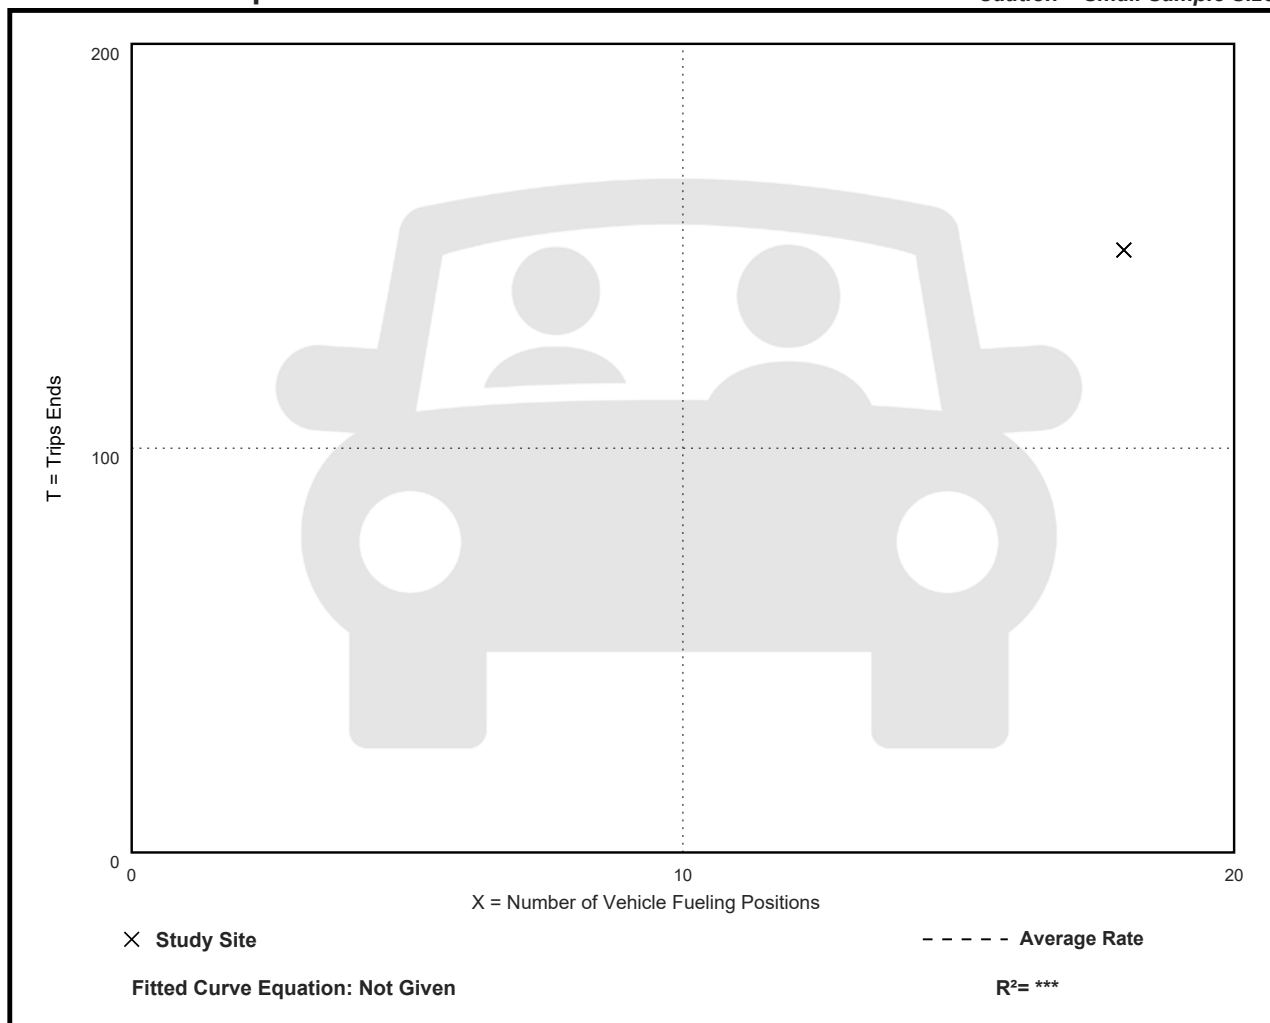 200
100
0
T = Trips Ends
0 10 20
X = Number of Vehicle Fueling Positions
Study Site
Average Rate
Fitted Curve Equation: Not Given
R²= ***